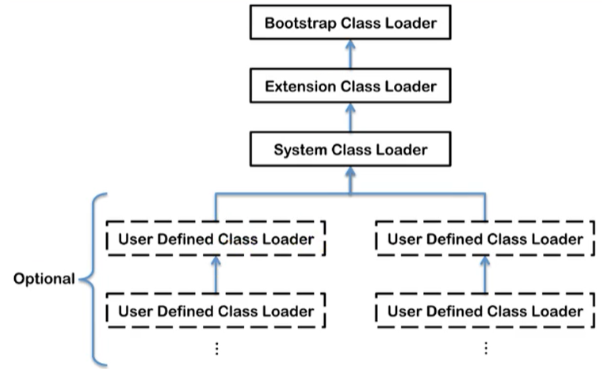 Bootstrap Class Loader
Extension Class Loader
System Class Loader
User Defined Class Loader
User Defined Class Loader
Optional
User Defined Class Loader
User Defined Class Loader